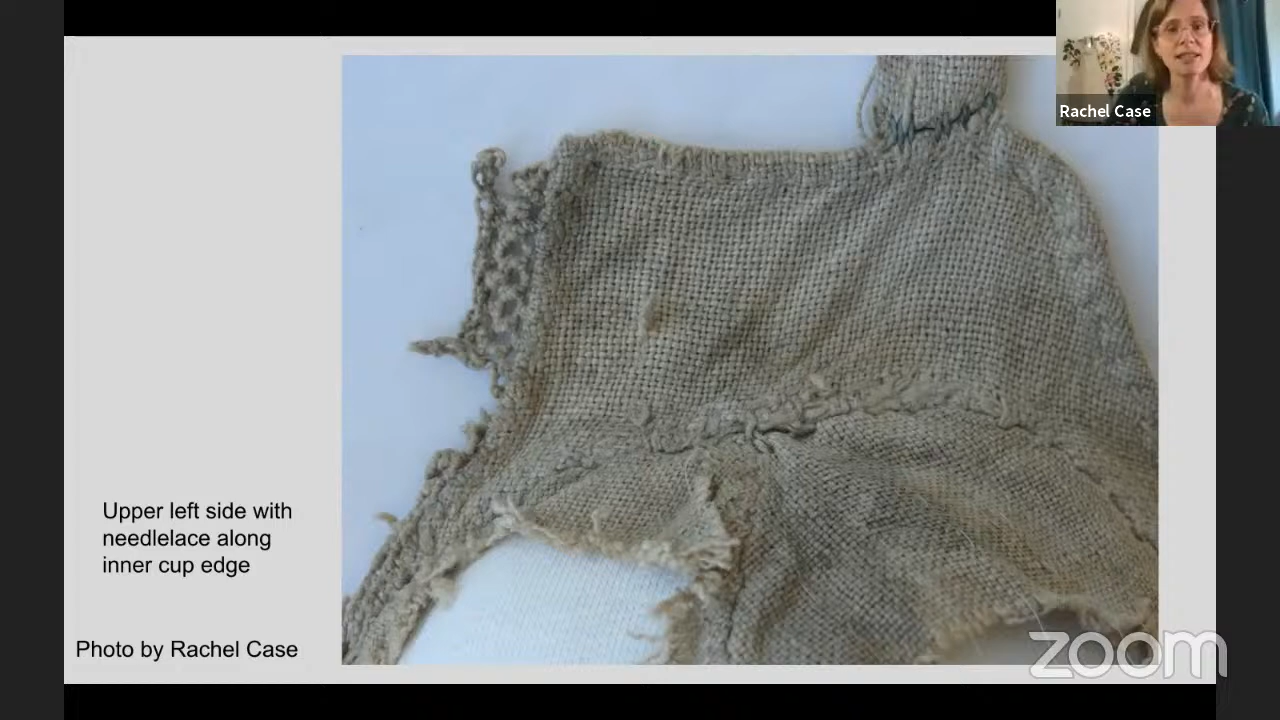 Rachel Case
Upper left side with
needlelace along
inner cup edge
Photo by Rachel Case
zoom